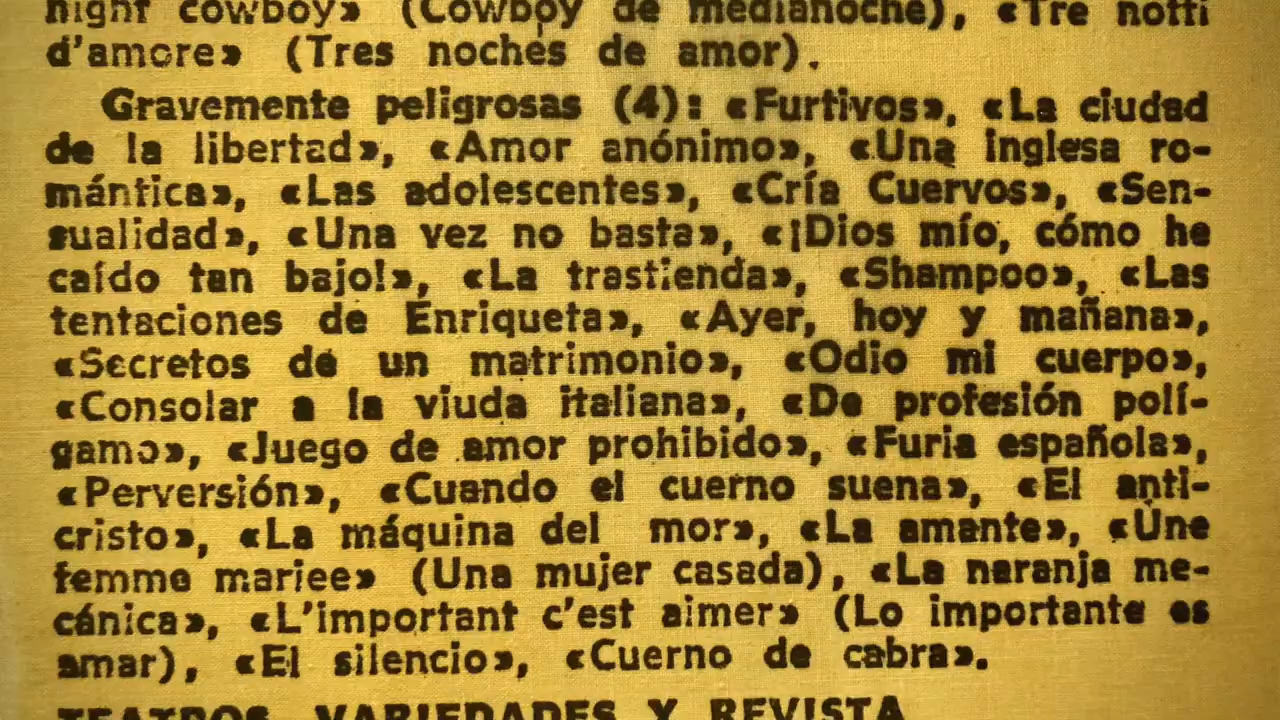 night cowboy» (Cowboy de medianoche), «Tre notti
d'amore» (Tres noches de amor).
Gravemente peligrosas (4): «Furtivos», «La ciudad
de la libertad», «Amor anónimo», «Una inglesa ro-
mántica», «Las adolescentes», «Cría Cuervos», «Sen-
sualidad», «Una vez no basta», «¡Dios mío, cómo he
caído tan bajo!», «La trastienda», «Shampoo», «Las
tentaciones de Enriqueta», «Ayer, hoy y mañana»,
«Secretos de un matrimonio», «Odio mi cuerpo»,
«Consolar a la viuda italiana», «De profesión polí-
gamo», «Juego de amor prohibido», «Furia española»,
«Perversión», «Cuando el cuerno suena», «El anti-
cristo», «La máquina del mor», «La amante», «Une
femme mariee» (Una mujer casada), «La naranja me-
cánica», «L'important c'est aimer» (Lo importante es
amar), «El silencio», «Cuerno de cabra».
TEATROS, VARIEDADES Y REVISTA